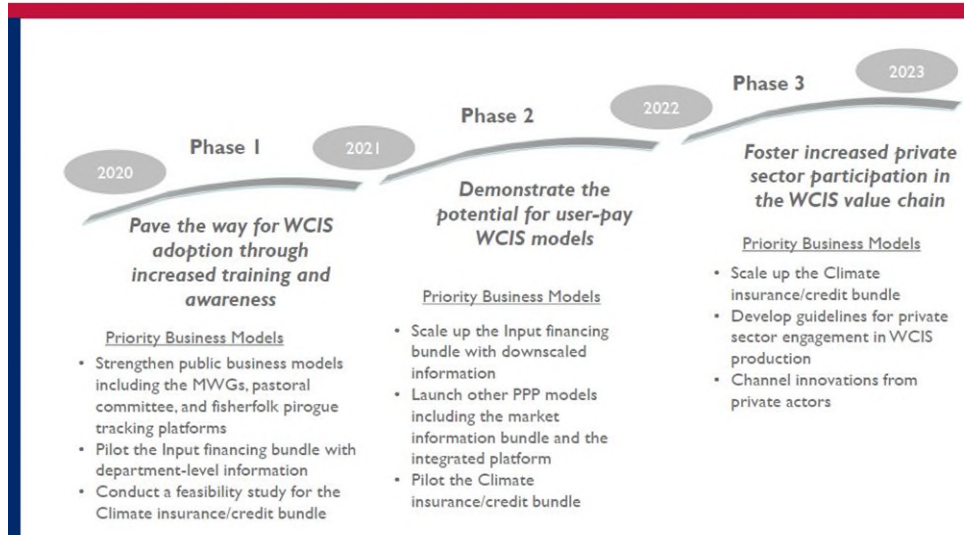 2020
Phase 1
2021
Pave the way for WCIS
adoption through
increased training and
awareness
Priority Business Models
• Strengthen public business models
including the MWGs, pastoral
committee, and fisherfolk pirogue
tracking platforms
• Pilot the Input financing bundle with
department-level information
• Conduct a feasibility study for the
Climate insurance/credit bundle
Phase 2
2022
Demonstrate the
potential for user-pay
WCIS models
Priority Business Models
• Scale up the Input financing
bundle with downscaled
information
• Launch other PPP models
including the market
information bundle and the
integrated platform
• Pilot the Climate
insurance/credit bundle
Phase 3
2023
Foster increased private
sector participation in
the WCIS value chain
Priority Business Models
• Scale up the Climate
insurance/credit bundle
• Develop guidelines for private
sector engagement in WCIS
production
• Channel innovations from
private actors